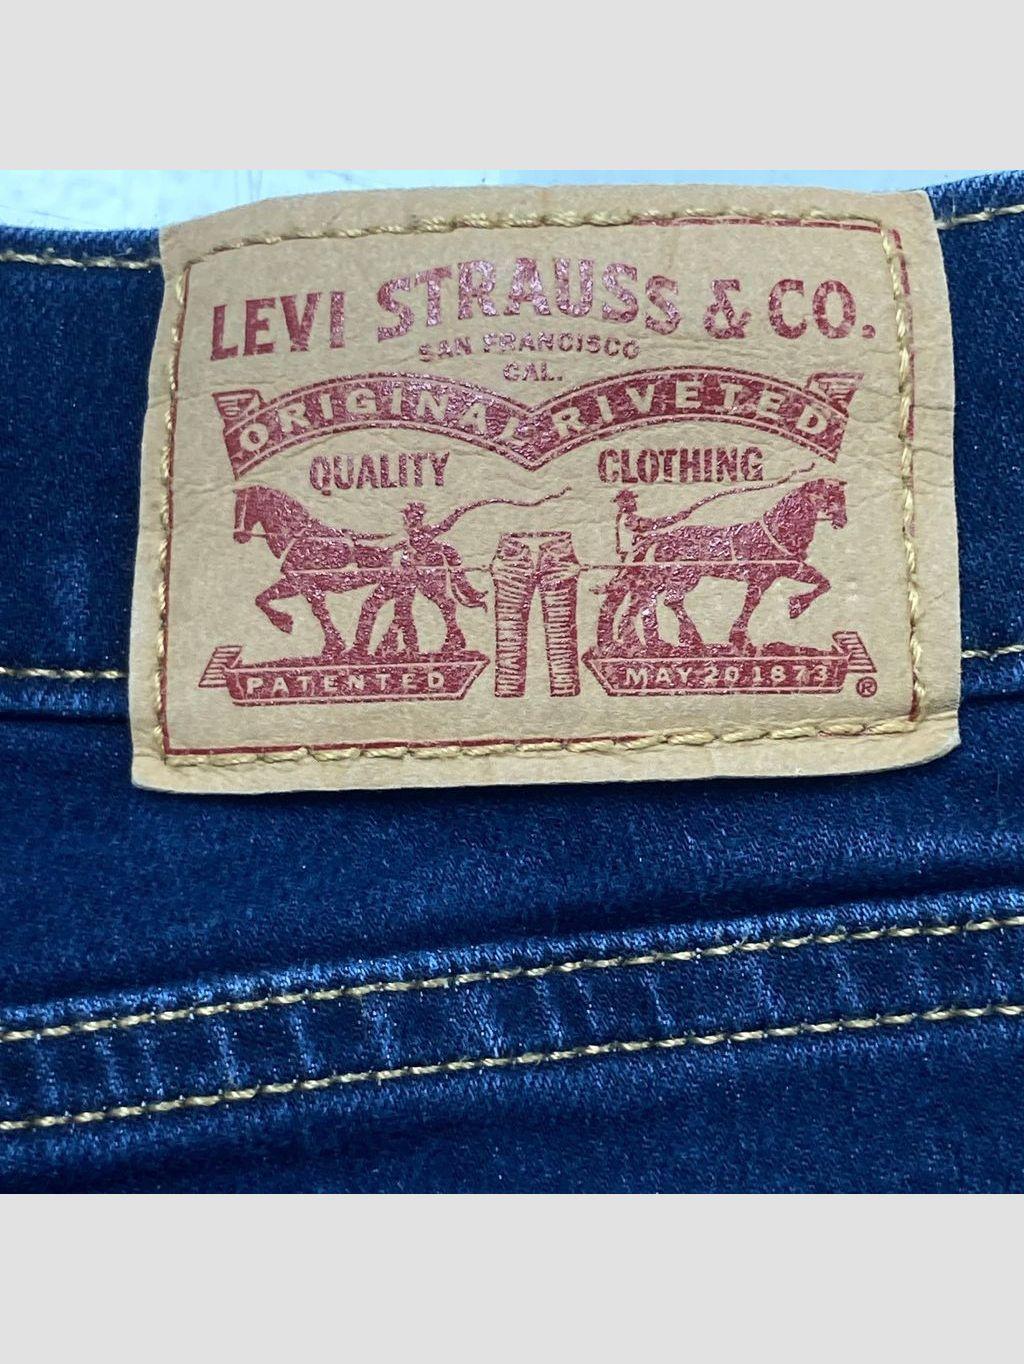 LEVI STRAUSS & CO.
SAN FRANCISCO
CAL.
ORIGINAL RIVETED
QUALITY CLOTHING
PATENTED MAY 20 1873 ®